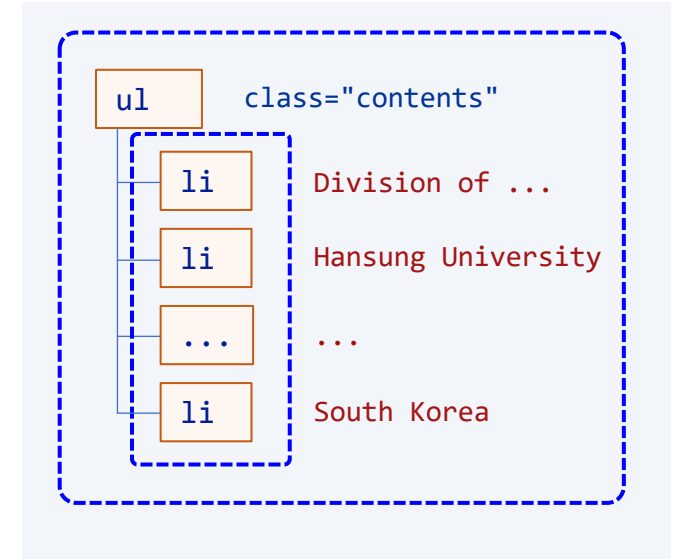 ul class="contents"
li Division of ...
li Hansung University
... ...
li South Korea